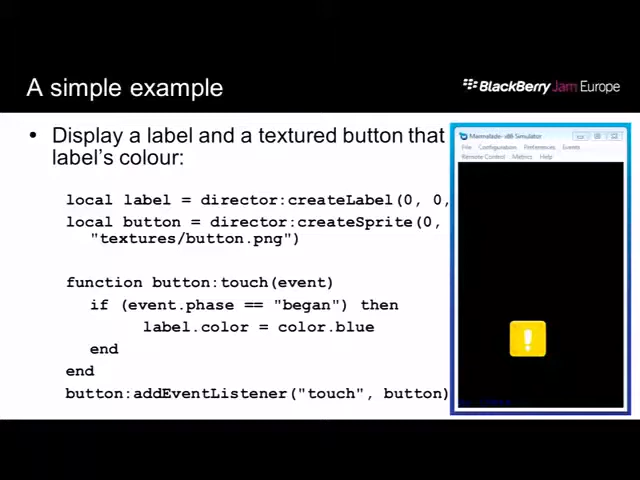 A simple example
BlackBerry Jam Europe
• Display a label and a textured button that
label's colour:
local label = director:createLabel(0, 0,
local button = director:createSprite(0,
"textures/button.png")
function button:touch(event)
if (event.phase == "began") then
label.color = color.blue
end
end
button:addEventListener("touch", button)
Marmalade - x86 Simulator
File Configuration Preferences Events
Remote Control Metrics Help
!